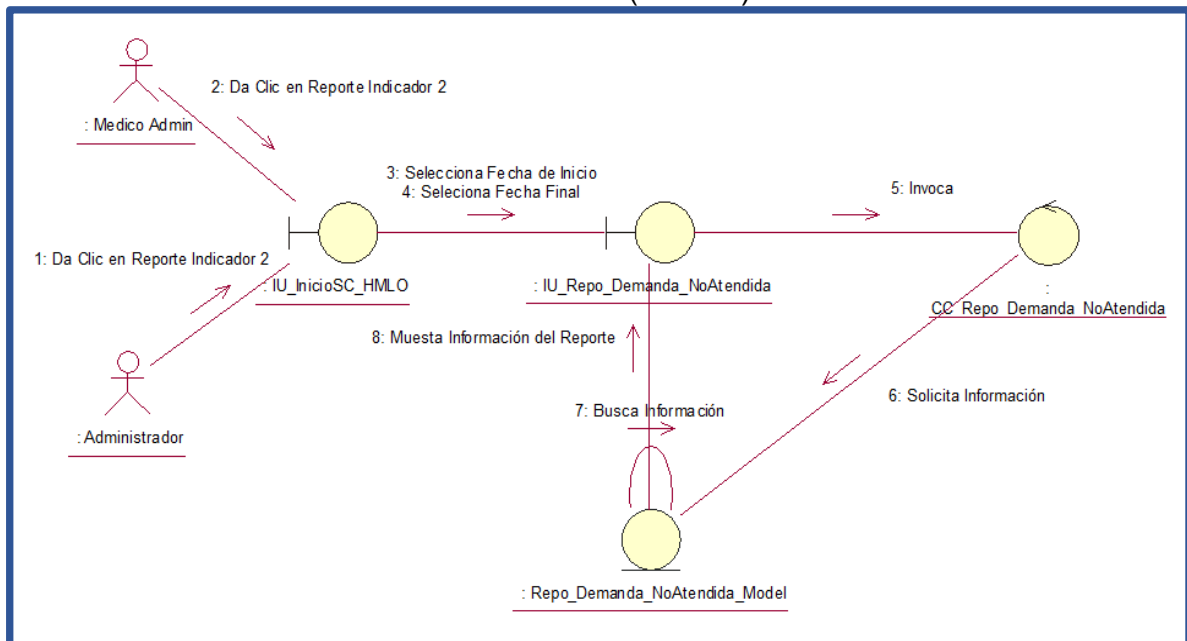 2: Da Clic en Reporte Indicador 2
: Medico Admin
3: Selecciona Fecha de Inicio
4: Seleciona Fecha Final
5: Invoca
1: Da Clic en Reporte Indicador 2
: IU_InicioSC_HMLO
: IU_Repo_Demanda_NoAtendida
:
CC_Repo_Demanda_NoAtendida
8: Muesta Información del Reporte
6: Solicita Información
7: Busca Información
: Administrador
: Repo_Demanda_NoAtendida_Model